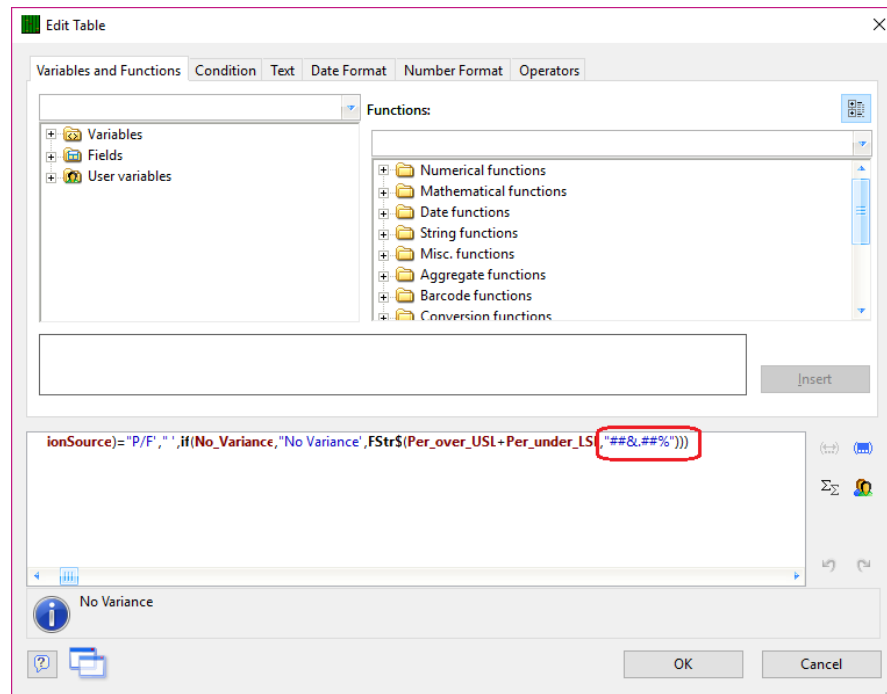 Edit Table
Variables and Functions Condition Text Date Format Number Format Operators
Functions:
Variables
Fields
User variables
Numerical functions
Mathematical functions
Date functions
String functions
Misc. functions
Aggregate functions
Barcode functions
Conversion functions
Insert
ionSource)="P/F'," ',if(No_Variance,"No Variance',FStr$(Per_over_USL+Per_under_LSL,"##&.##%")))
No Variance
OK Cancel